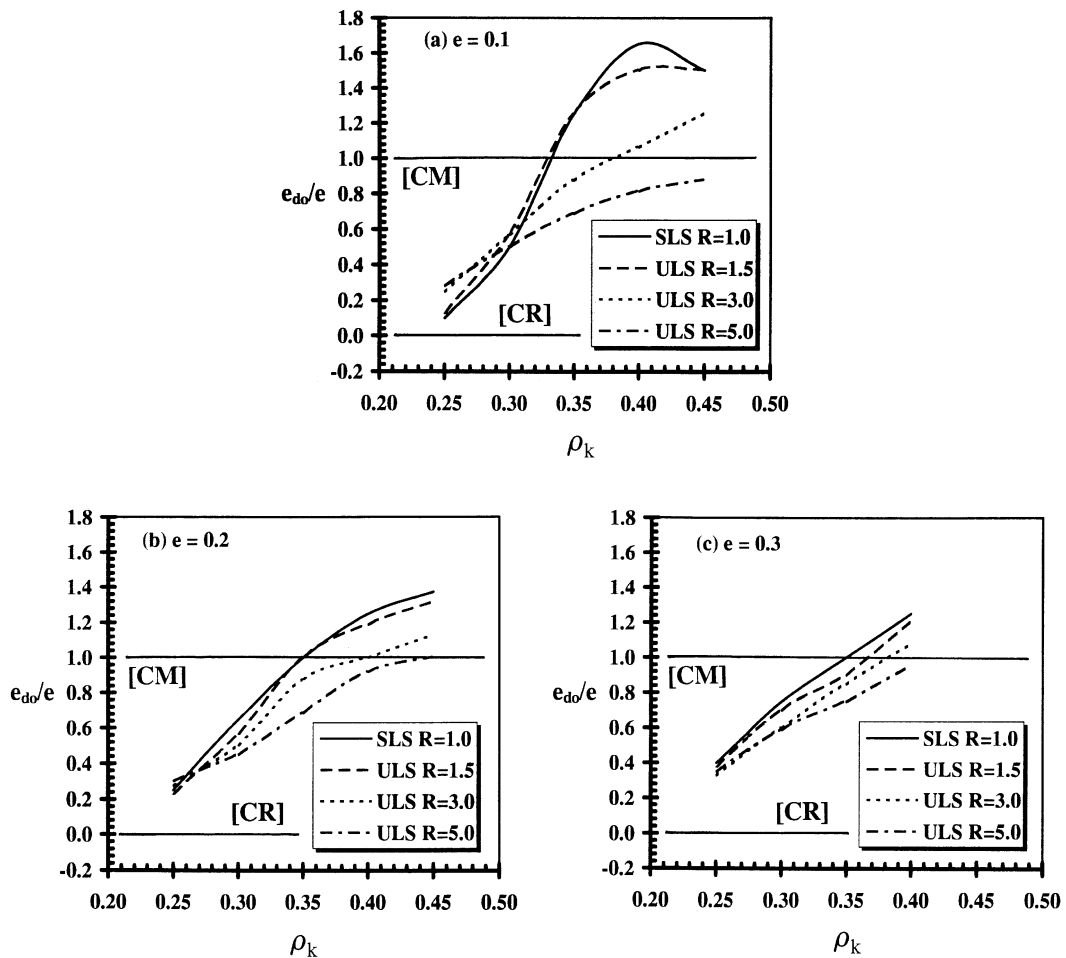 1.8
(a) e = 0.1
1.6
1.4
1.2
1.0
[CM]
e_do/e
0.8
0.6
0.4
0.2
[CR]
0.0
-0.2
SLS R=1.0
ULS R=1.5
ULS R=3.0
ULS R=5.0
0.20 0.25 0.30 0.35 0.40 0.45 0.50
ρ_k
1.8
(b) e = 0.2
1.6
1.4
1.2
1.0
[CM]
e_do/e
0.8
0.6
0.4
0.2
[CR]
0.0
-0.2
SLS R=1.0
ULS R=1.5
ULS R=3.0
ULS R=5.0
0.20 0.25 0.30 0.35 0.40 0.45 0.50
ρ_k
1.8
(c) e = 0.3
1.6
1.4
1.2
1.0
[CM]
e_do/e
0.8
0.6
0.4
0.2
[CR]
0.0
-0.2
SLS R=1.0
ULS R=1.5
ULS R=3.0
ULS R=5.0
0.20 0.25 0.30 0.35 0.40 0.45 0.50
ρ_k